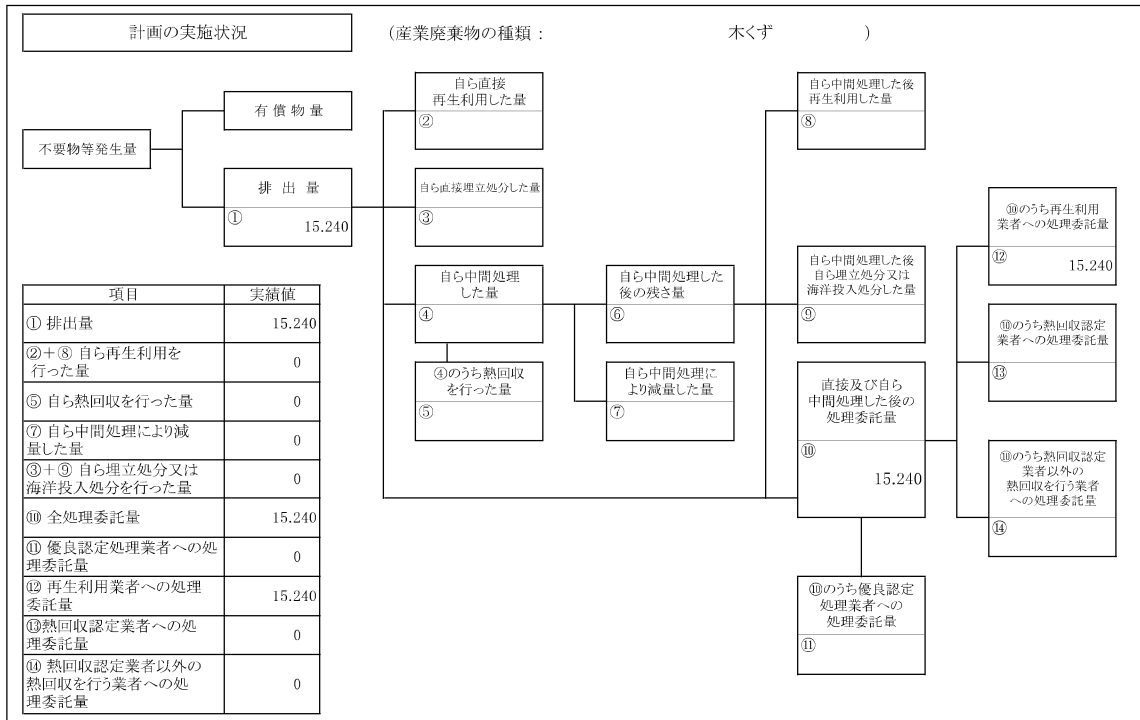 計画の実施状況
(産業廃棄物の種類： 木くず )
不要物等発生量
有償物量
排出量
① 15.240
自ら直接
再生利用した量
②
自ら直接埋立処分した量
③
自ら中間処理
した量
④
④のうち熱回収
を行った量
⑤
自ら中間処理した
後の残さ量
⑥
自ら中間処理に
より減量した量
⑦
自ら中間処理した後
再生利用した量
⑧
自ら中間処理した後
自ら埋立処分又は
海洋投入処分した量
⑨
直接及び自ら
中間処理した後の
処理委託量
⑩
15.240
⑩のうち優良認定
処理業者への
処理委託量
⑪
⑩のうち再生利用
業者への処理委託量
⑫ 15.240
⑩のうち熱回収認定
業者への処理委託量
⑬
⑩のうち熱回収認定
業者以外の
熱回収を行う業者
への処理委託量
⑭
項目 実績値
① 排出量 15.240
②＋⑧ 自ら再生利用を
行った量 0
⑤ 自ら熱回収を行った量 0
⑦ 自ら中間処理により減
量した量 0
③＋⑨ 自ら埋立処分又は
海洋投入処分を行った量 0
⑩ 全処理委託量 15.240
⑪ 優良認定処理業者への処
理委託量 0
⑫ 再生利用業者への処理
委託量 15.240
⑬熱回収認定業者への処
理委託量 0
⑭ 熱回収認定業者以外の
熱回収を行う業者への処
理委託量 0